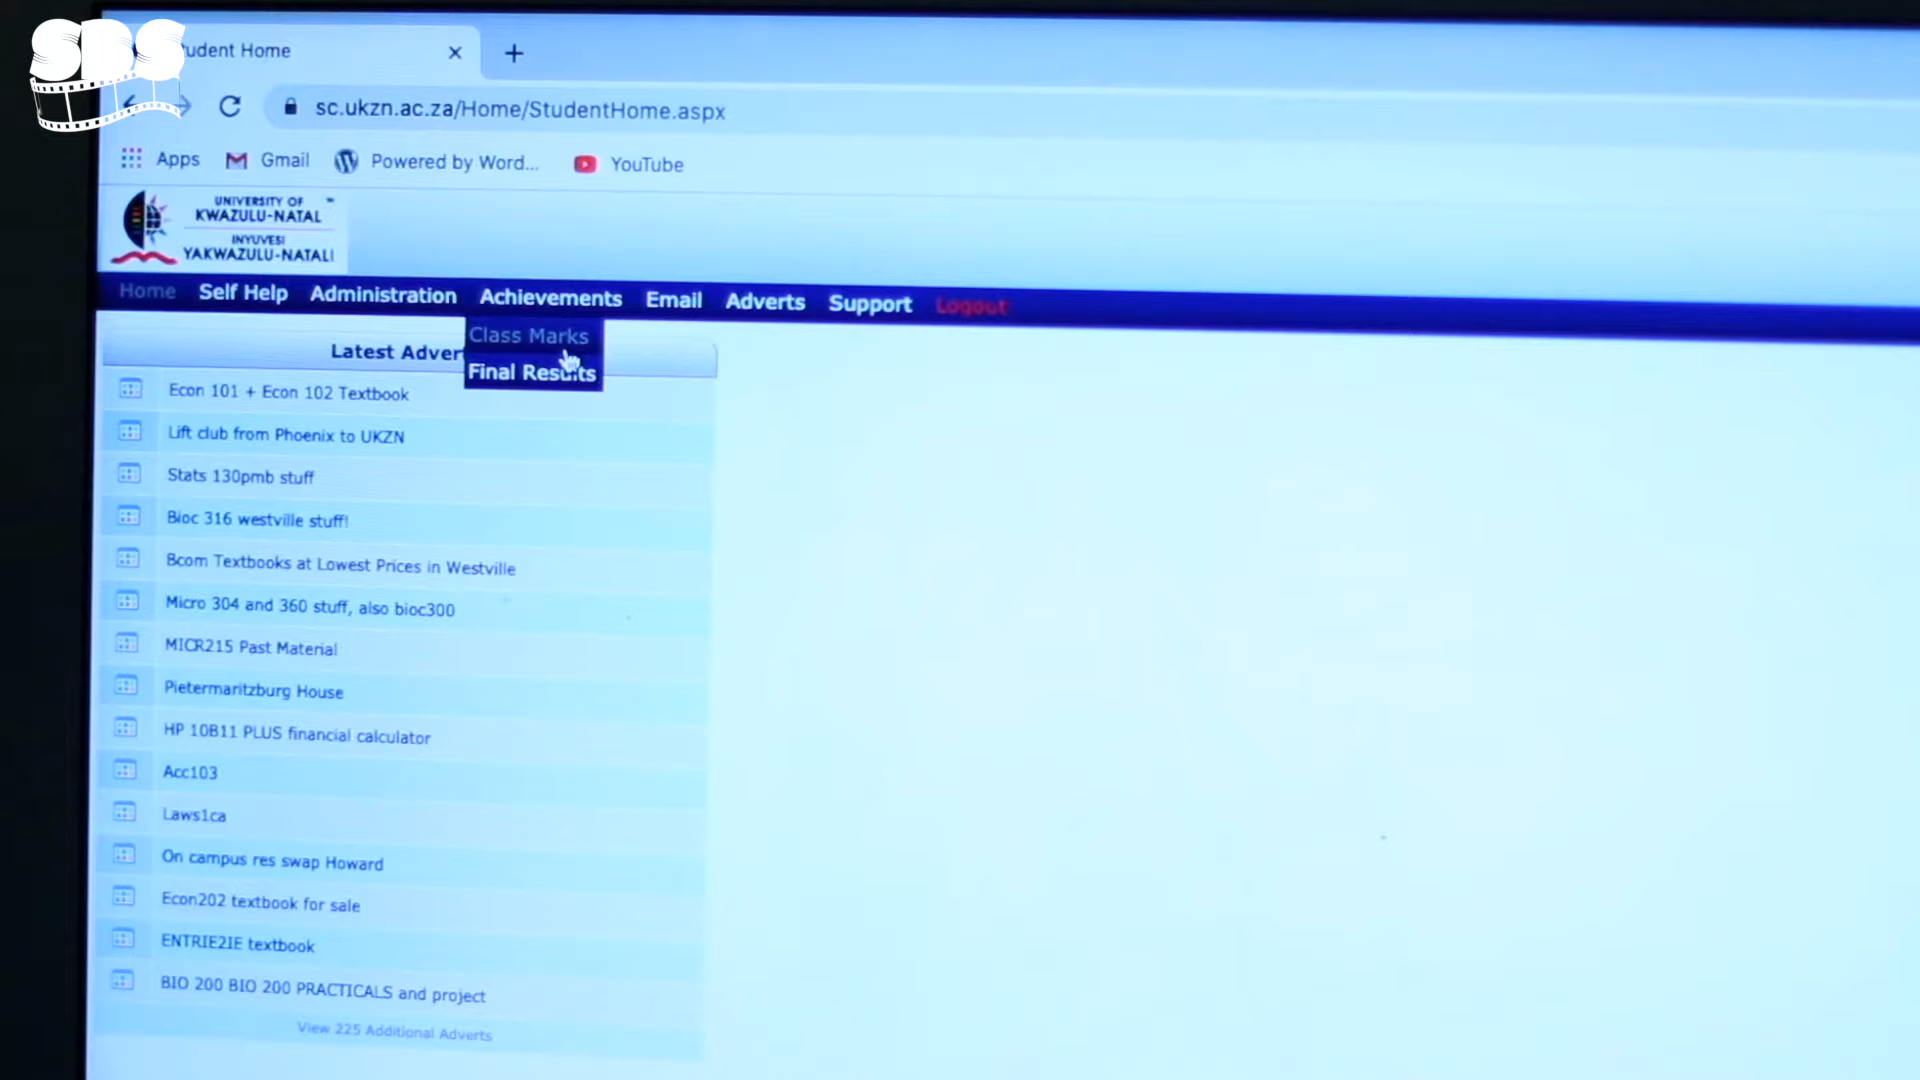 SBS
tudent Home
sc.ukzn.ac.za/Home/StudentHome.aspx
Apps Gmail Powered by Word... YouTube
UNIVERSITY OF
KWAZULU-NATAL
INYUVESI
YAKWAZULU-NATALI
Home Self Help Administration Achievements Email Adverts Support Logout
Class Marks
Final Results
Latest Adver
Econ 101 + Econ 102 Textbook
Lift club from Phoenix to UKZN
Stats 130pmb stuff
Bioc 316 westville stuff!
Bcom Textbooks at Lowest Prices in Westville
Micro 304 and 360 stuff, also bioc300
MICR215 Past Material
Pietermaritzburg House
HP 10B11 PLUS financial calculator
Acc103
Laws1ca
On campus res swap Howard
Econ202 textbook for sale
ENTRIE2IE textbook
BIO 200 BIO 200 PRACTICALS and project
View 225 Additional Adverts